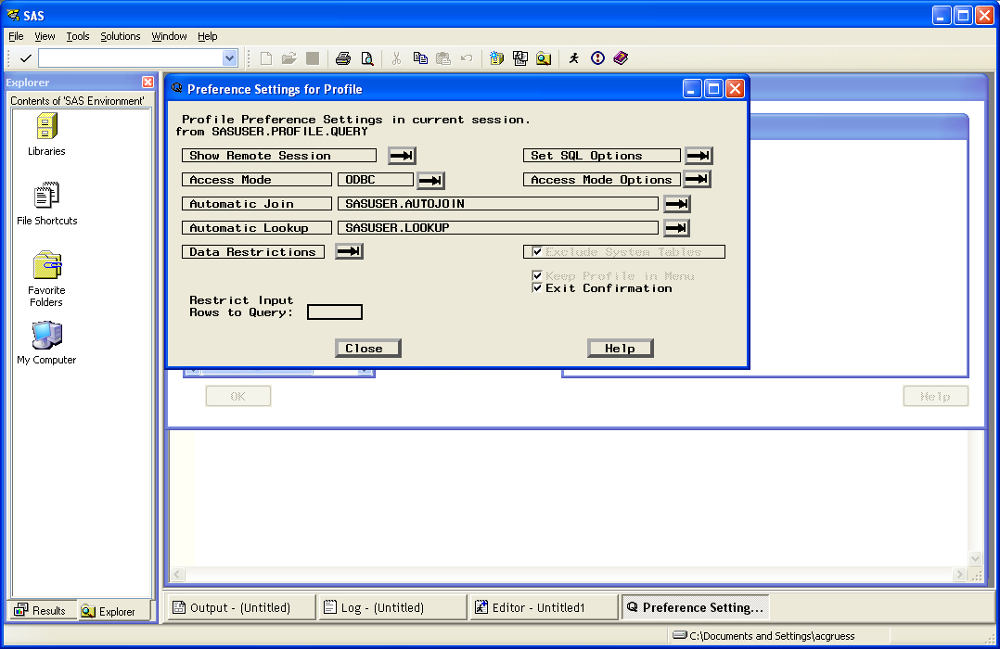 SAS
File View Tools Solutions Window Help
Explorer
Contents of 'SAS Environment'
Libraries
File Shortcuts
Favorite
Folders
My Computer
Preference Settings for Profile
Profile Preference Settings in current session.
from SASUSER.PROFILE.QUERY
Show Remote Session Set SQL Options
Access Mode ODBC Access Mode Options
Automatic Join SASUSER.AUTOJOIN
Automatic Lookup SASUSER.LOOKUP
Data Restrictions Exclude System Tables
Keep Profile in Menu
Exit Confirmation
Restrict Input
Rows to Query:
Close Help
OK Help
Results Explorer
Output - (Untitled) Log - (Untitled) Editor - Untitled1 Preference Setting...
C:\Documents and Settings\acgruess